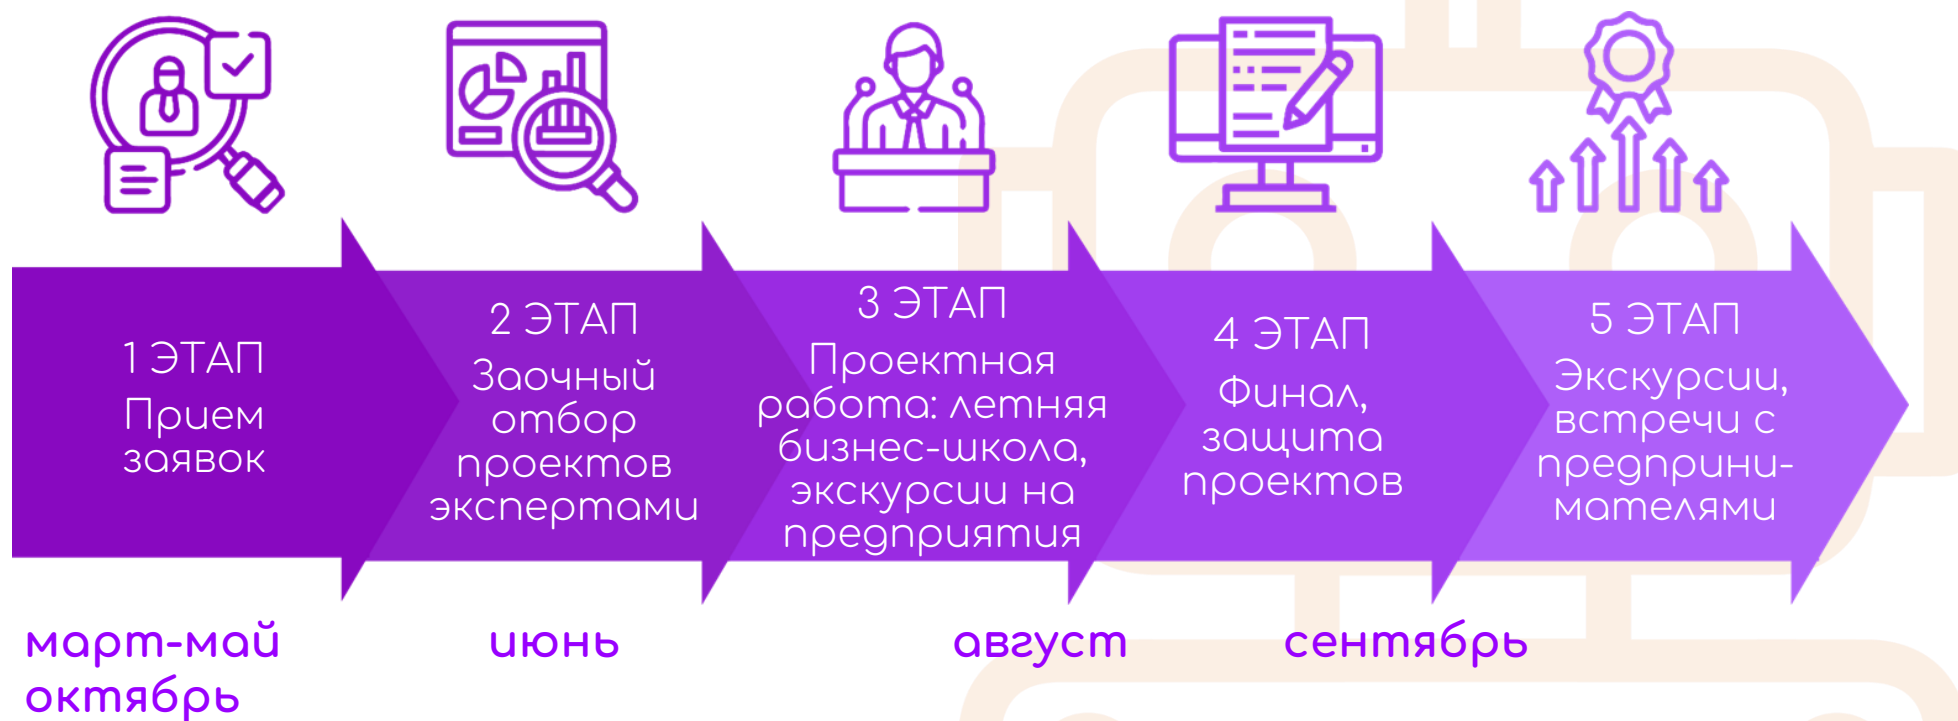 1 ЭТАП
Прием
заявок
2 ЭТАП
Заочный
отбор
проектов
экспертами
3 ЭТАП
Проектная
работа: летняя
бизнес-школа,
экскурсии на
предприятия
4 ЭТАП
Финал,
защита
проектов
5 ЭТАП
Экскурсии,
встречи с
предприни-
мателями
март-май
октябрь
июнь
август
сентябрь